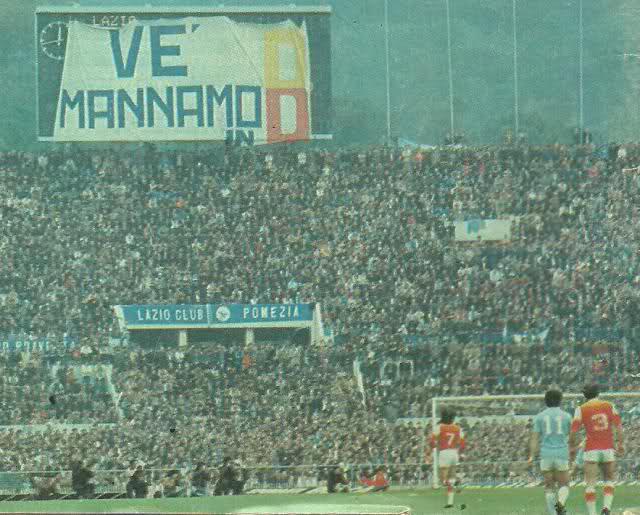 LAZIO
VE'
MANNAMO
IN
B
D
LAZIO CLUB POMEZIA
7
11
3